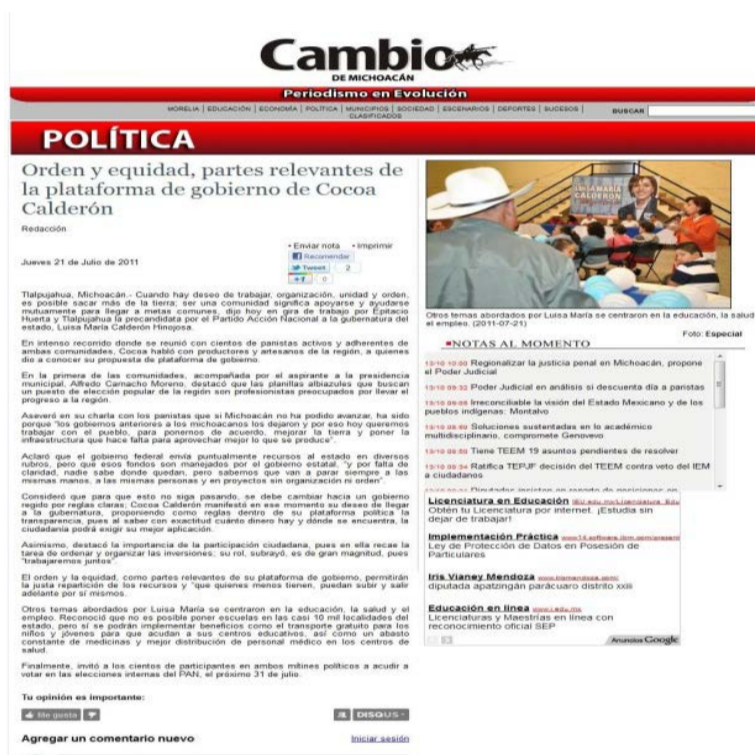 Cambio
DE MICHOACÁN
Periodismo en Evolución
MORELIA | EDUCACIÓN | ECONOMÍA | POLÍTICA | MUNICIPIOS | SOCIEDAD | ESCENARIOS | DEPORTES | SUCESOS |
CLASIFICADOS
BUSCAR
POLÍTICA
Orden y equidad, partes relevantes de
la plataforma de gobierno de Cocoa
Calderón
Redacción
• Enviar nota • Imprimir
Recomendar
Jueves 21 de Julio de 2011
Tweet 2
+1 0
Tlalpujahua, Michoacán.- Cuando hay deseo de trabajar, organización, unidad y orden,
es posible sacar más de la tierra; ser una comunidad significa apoyarse y ayudarse
mutuamente para llegar a metas comunes, dijo hoy en gira de trabajo por Epitacio
Huerta y Tlalpujahua la precandidata por el Partido Acción Nacional a la gubernatura del
estado, Luisa María Calderón Hinojosa.
En intenso recorrido donde se reunió con cientos de panistas activos y adherentes de
ambas comunidades, Cocoa habló con productores y artesanos de la región, a quienes
dio a conocer su propuesta de plataforma de gobierno.
En la primera de las comunidades, acompañada por el aspirante a la presidencia
municipal, Alfredo Camacho Moreno, destacó que las planillas albiazules que buscan
un puesto de elección popular de la región son profesionistas preocupados por llevar el
progreso a la región.
Aseveró en su charla con los panistas que si Michoacán no ha podido avanzar, ha sido
porque "los gobiernos anteriores a los michoacanos los dejaron y por eso hoy queremos
trabajar con el pueblo, para ponernos de acuerdo, mejorar la tierra y poner la
infraestructura que hace falta para aprovechar mejor lo que se produce".
Aclaró que el gobierno federal envía puntualmente recursos al estado en diversos
rubros, pero que esos fondos son manejados por el gobierno estatal, "y por falta de
claridad, nadie sabe donde quedan, pero sabemos que van a parar siempre a las
mismas manos, a las mismas personas y en proyectos sin organización ni orden".
Consideró que para que esto no siga pasando, se debe cambiar hacia un gobierno
regido por reglas claras; Cocoa Calderón manifestó en ese momento su deseo de llegar
a la gubernatura, proponiendo como reglas dentro de su plataforma política la
transparencia, pues al saber con exactitud cuánto dinero hay y dónde se encuentra, la
ciudadanía podrá exigir su mejor aplicación.
Asimismo, destacó la importancia de la participación ciudadana, pues en ella recae la
tarea de ordenar y organizar las inversiones; su rol, subrayó, es de gran magnitud, pues
"trabajaremos juntos".
El orden y la equidad, como partes relevantes de su plataforma de gobierno, permitirán
la justa repartición de los recursos y "que quienes menos tienen, puedan subir y salir
adelante por sí mismos.
Otros temas abordados por Luisa María se centraron en la educación, la salud y el
empleo. Reconoció que no es posible poner escuelas en las casi 10 mil localidades del
estado, pero sí se podrán implementar beneficios como el transporte gratuito para los
niños y jóvenes para que acudan a sus centros educativos, así como un abasto
constante de medicinas y mejor distribución de personal médico en los centros de
salud.
Finalmente, invitó a los cientos de participantes en ambos mítines políticos a acudir a
votar en las elecciones internas del PAN, el próximo 31 de julio.
Tu opinión es importante:
Me gusta
DISQUS
Agregar un comentario nuevo
Iniciar sesión
LUISA MARÍA
CALDERÓN
Otros temas abordados por Luisa María se centraron en la educación, la salud
el empleo. (2011-07-21)
Foto: Especial
NOTAS AL MOMENTO
13/10 10:00 Regionalizar la justicia penal en Michoacán, propone
el Poder Judicial
Poder Judicial en análisis si descuenta día a paristas
Irreconciliable la visión del Estado Mexicano y de los
pueblos indígenas: Montalvo
Soluciones sustentadas en lo académico
multidisciplinario, compromete Genovevo
Tiene TEEM 19 asuntos pendientes de resolver
Ratifica TEPJF decisión del TEEM contra veto del IEM
a ciudadanos
Licenciatura en Educación
Obtén tu Licenciatura por internet. ¡Estudia sin
dejar de trabajar!
Implementación Práctica
Ley de Protección de Datos en Posesión de
Particulares
Iris Vianey Mendoza www.irismendoza.com/
diputada apatzingán parácuaro distrito xxiii
Educación en línea
Licenciaturas y Maestrías en línea con
reconocimiento oficial SEP
Anuncios Google